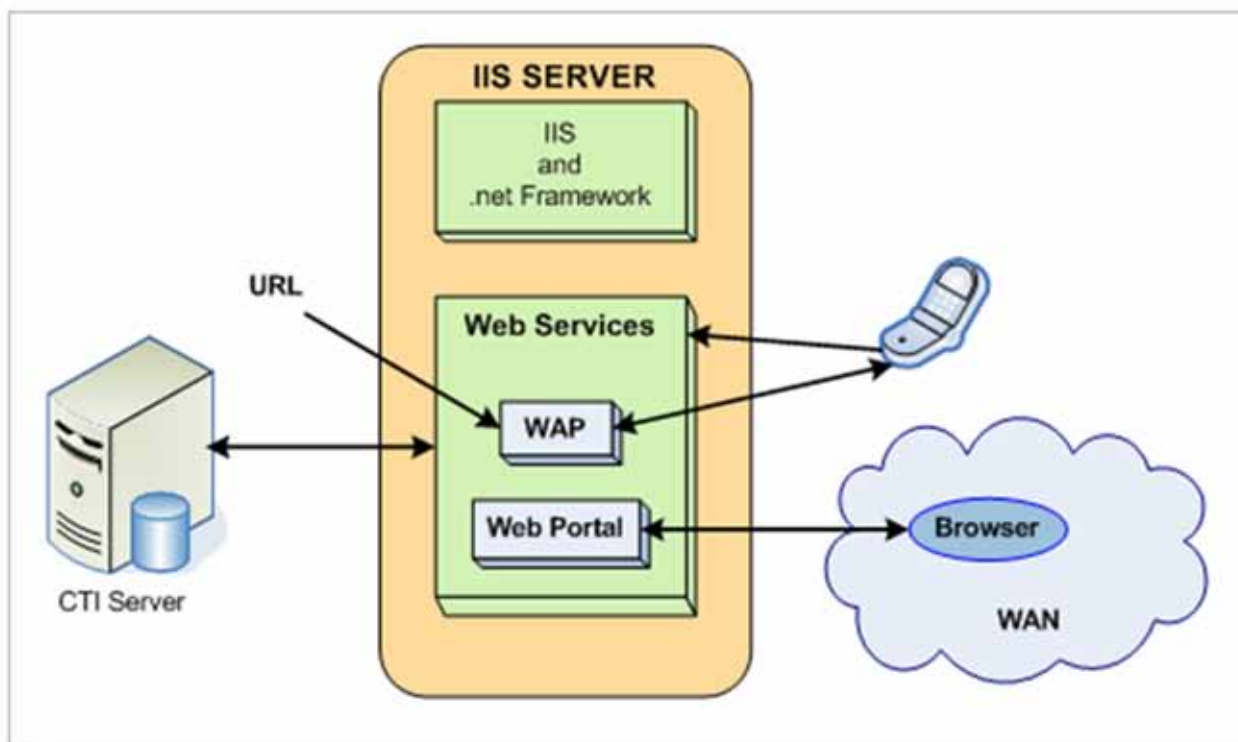 IIS SERVER
IIS
and
.net Framework
URL
Web Services
WAP
Web Portal
Browser
WAN
CTI Server